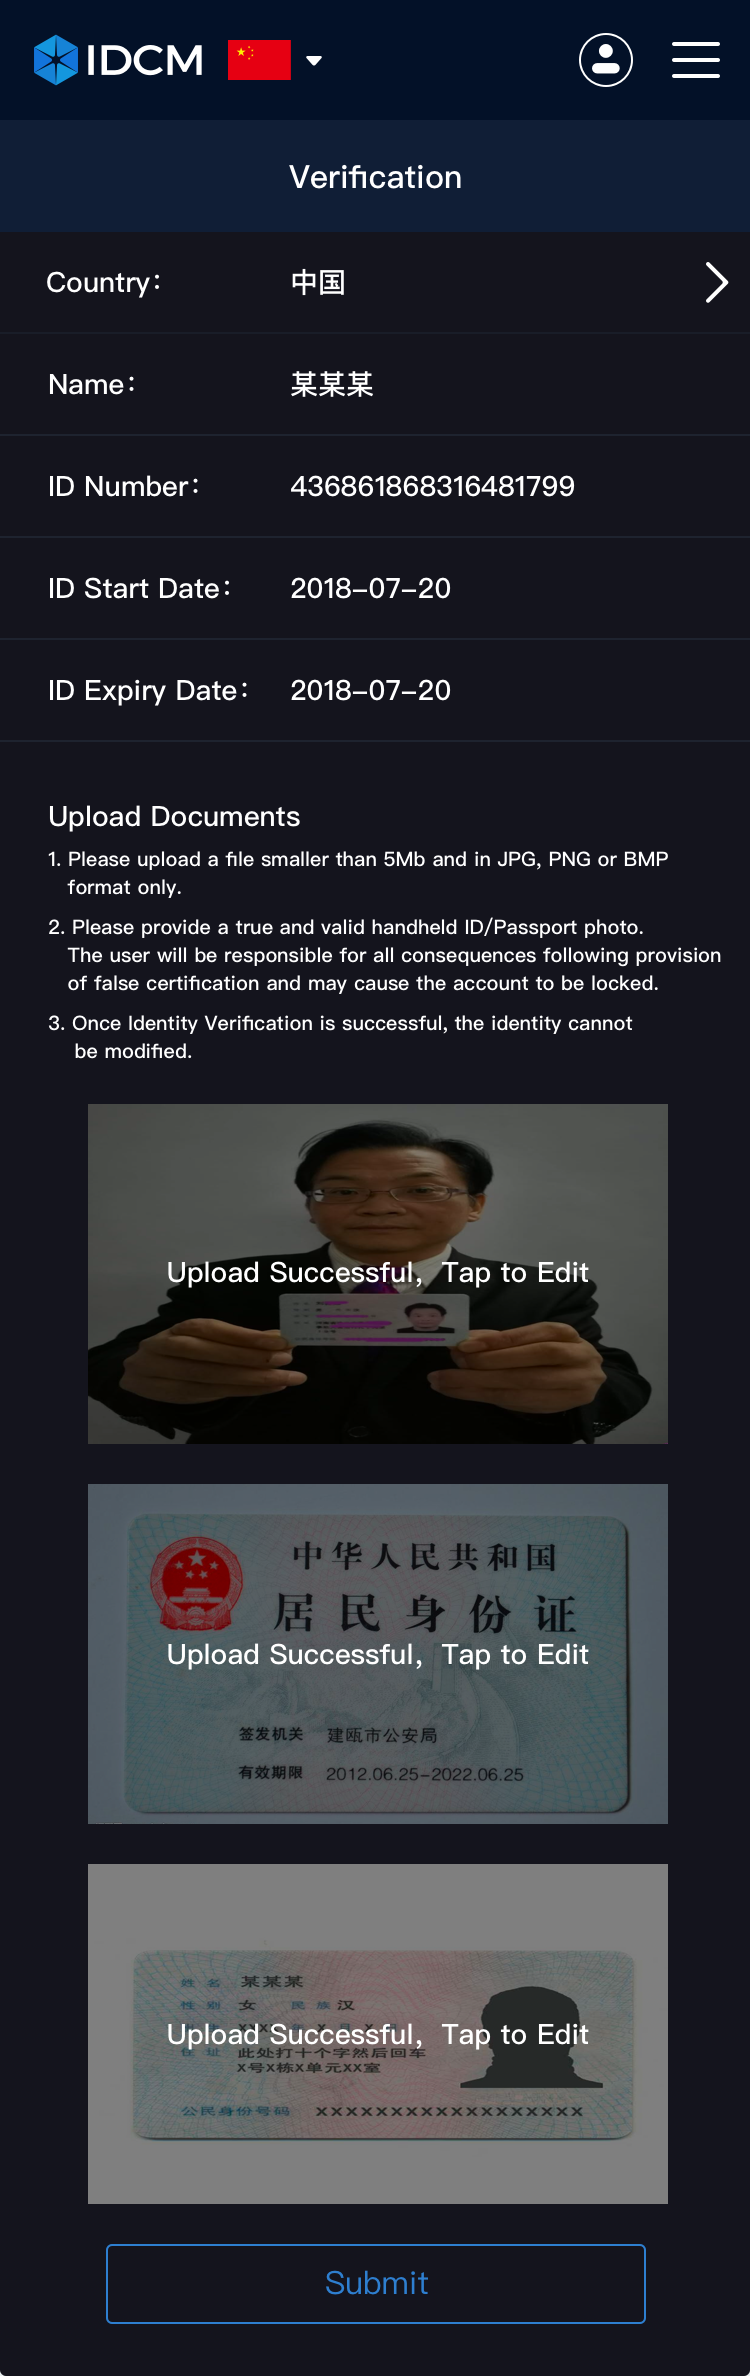 IDCM
Verification
Country： 中国
Name： 某某某
ID Number： 436861868316481799
ID Start Date： 2018-07-20
ID Expiry Date： 2018-07-20
Upload Documents
1. Please upload a file smaller than 5Mb and in JPG, PNG or BMP
format only.
2. Please provide a true and valid handheld ID/Passport photo.
The user will be responsible for all consequences following provision
of false certification and may cause the account to be locked.
3. Once Identity Verification is successful, the identity cannot
be modified.
Upload Successful，Tap to Edit
中华人民共和国
居民身份证
Upload Successful，Tap to Edit
签发机关 建瓯市公安局
有效期限 2012.06.25-2022.06.25
姓名 某某某
性别 女 民族 汉
Upload Successful，Tap to Edit
住址 此处打十个字然后回车
X号X栋X单元XX室
公民身份号码 XXXXXXXXXXXXXXXXXX
Submit